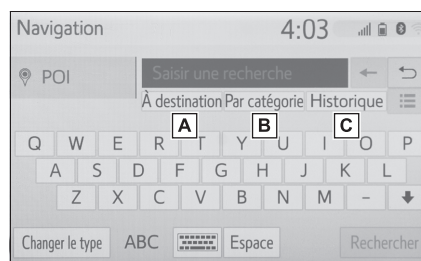 Navigation 4:03
POI Saisir une recherche
À destination Par catégorie Historique
A B C
Q W E R T Y U I O P
A S D F G H J K L
Z X C V B N M -
Changer le type ABC Espace Rechercher